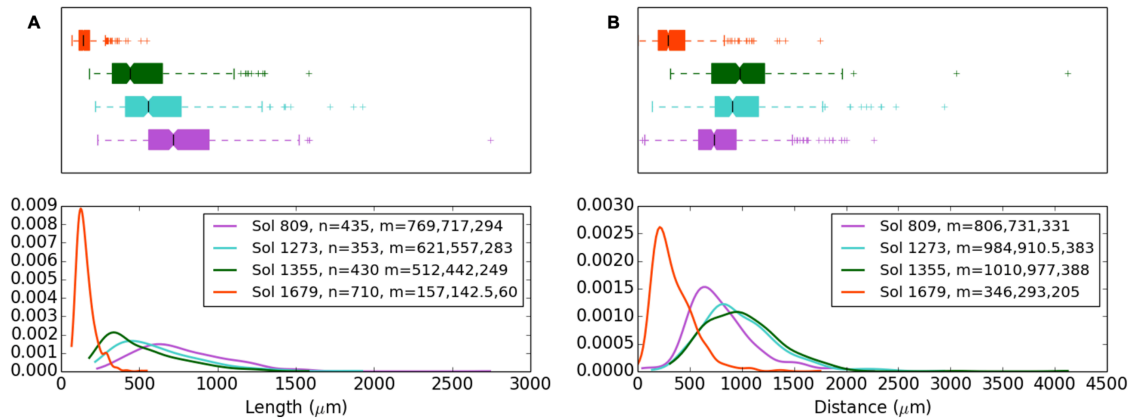 A
0.009
0.008
0.007
0.006
0.005
0.004
0.003
0.002
0.001
0.000
Sol 809, n=435, m=769,717,294
Sol 1273, n=353, m=621,557,283
Sol 1355, n=430 m=512,442,249
Sol 1679, n=710, m=157,142.5,60
0 500 1000 1500 2000 2500 3000
Length (μm)
B
0.0030
0.0025
0.0020
0.0015
0.0010
0.0005
0.0000
Sol 809, m=806,731,331
Sol 1273, m=984,910.5,383
Sol 1355, m=1010,977,388
Sol 1679, m=346,293,205
0 500 1000 1500 2000 2500 3000 3500 4000 4500
Distance (μm)